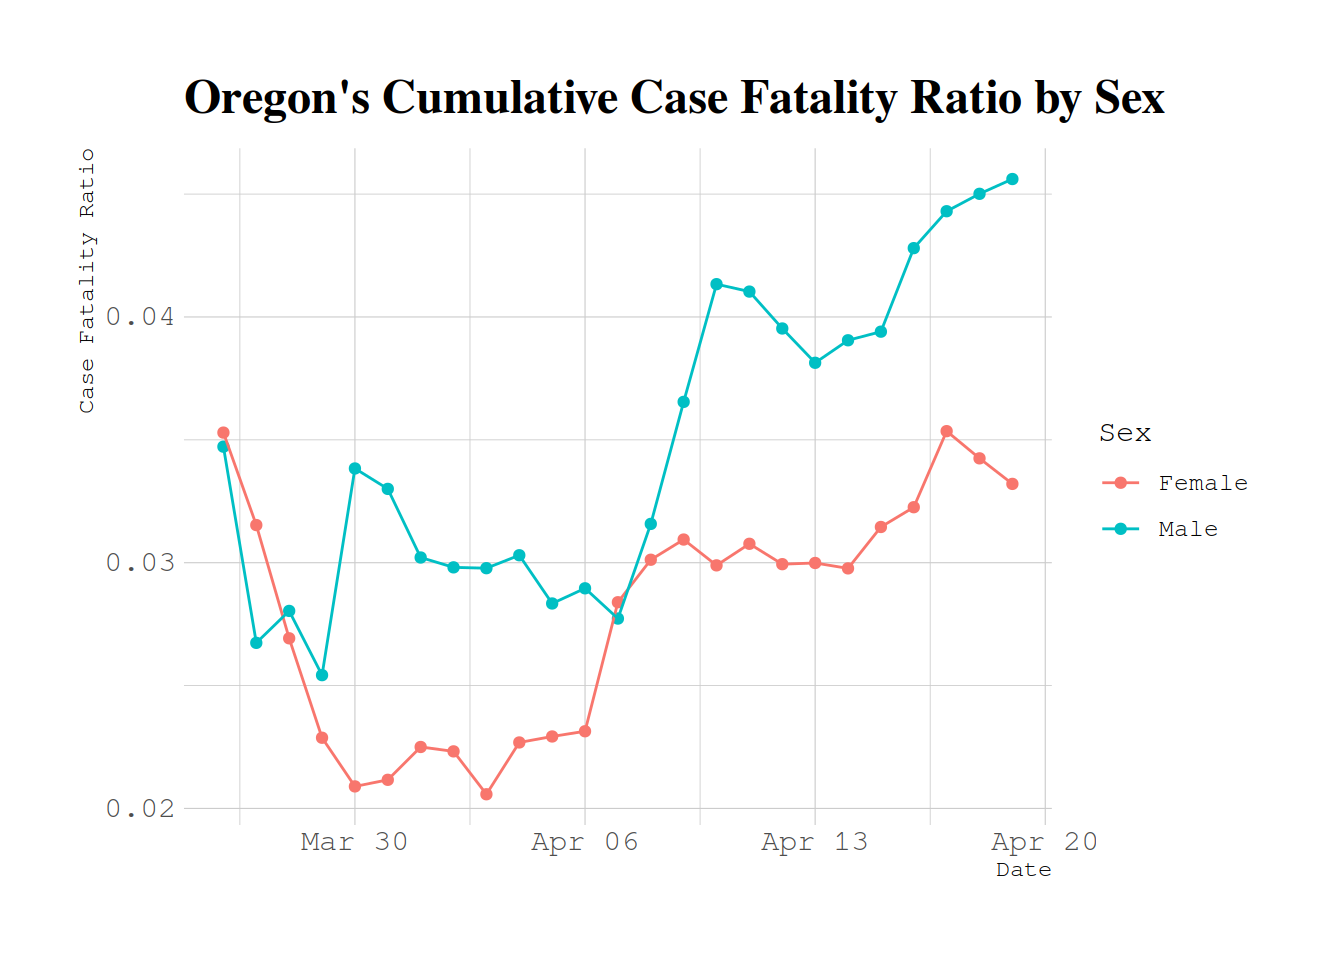 Oregon's Cumulative Case Fatality Ratio by Sex
Case Fatality Ratio
0.04
0.03
0.02
Mar 30 Apr 06 Apr 13 Apr 20
Date
Sex
Female
Male